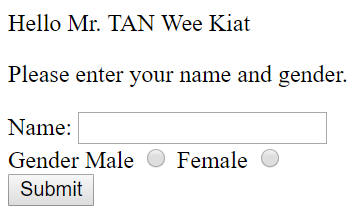 Hello Mr. TAN Wee Kiat
Please enter your name and gender.
Name:
Gender Male Female
Submit